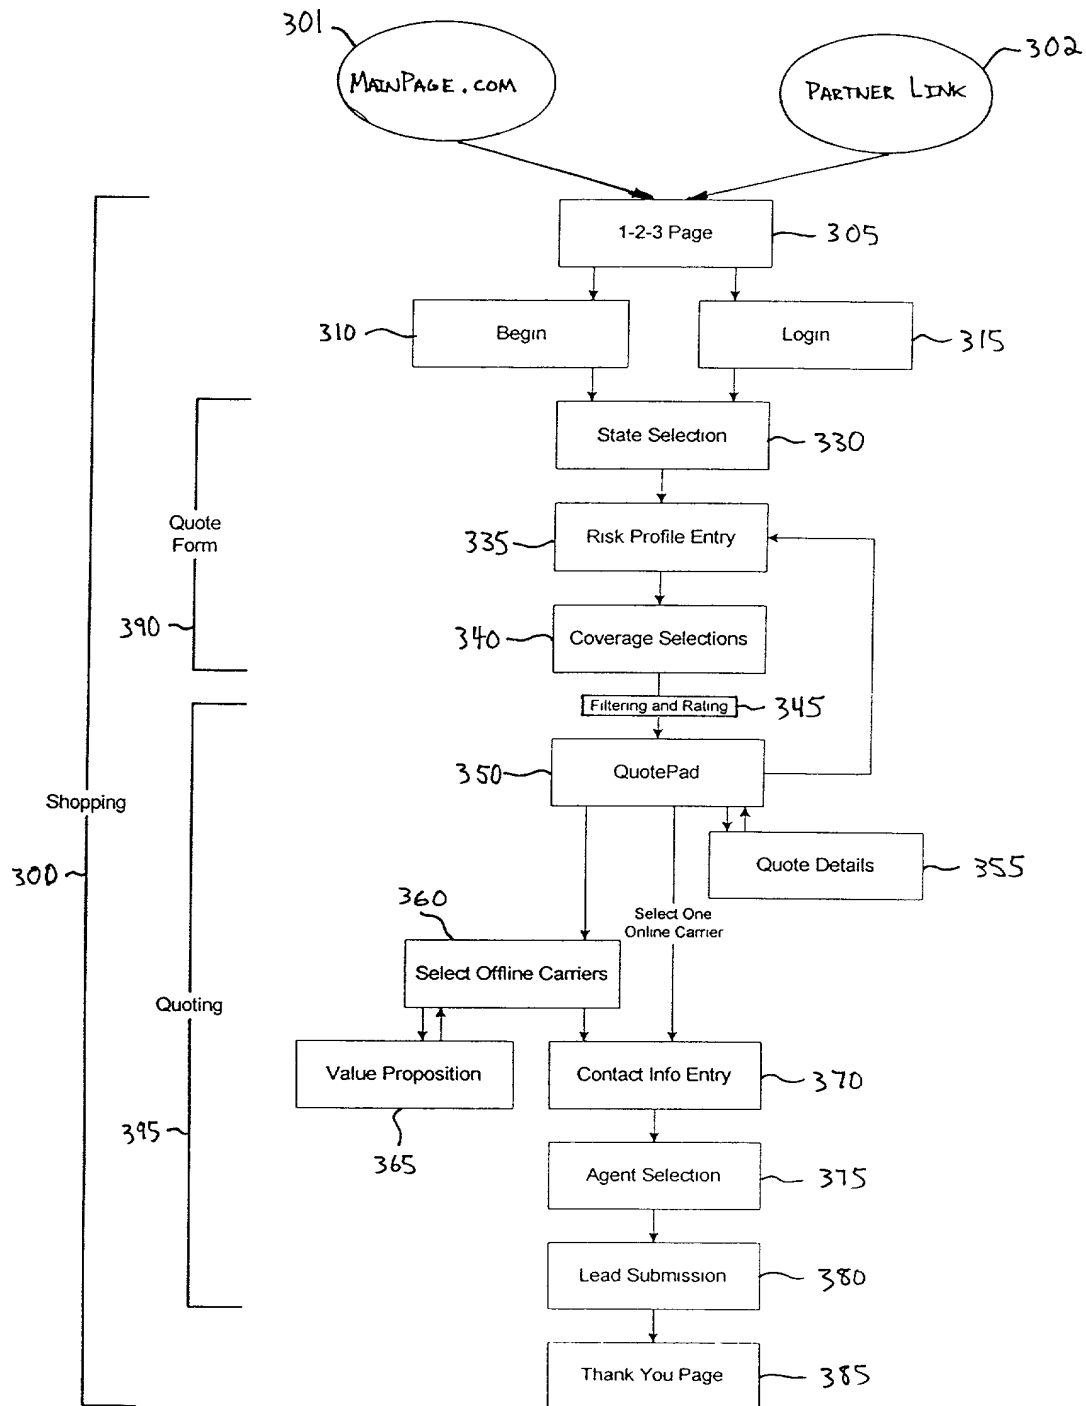 301
302
MAINPAGE.COM
PARTNER LINK
1-2-3 Page
305
310
Begin
Login
315
State Selection
330
Quote
Form
335
Risk Profile Entry
390
340
Coverage Selections
Filtering and Rating
345
350
QuotePad
Shopping
300
Quote Details
355
360
Select One
Online Carrier
Select Offline Carriers
Quoting
Value Proposition
Contact Info Entry
370
395
365
Agent Selection
375
Lead Submission
380
Thank You Page
385